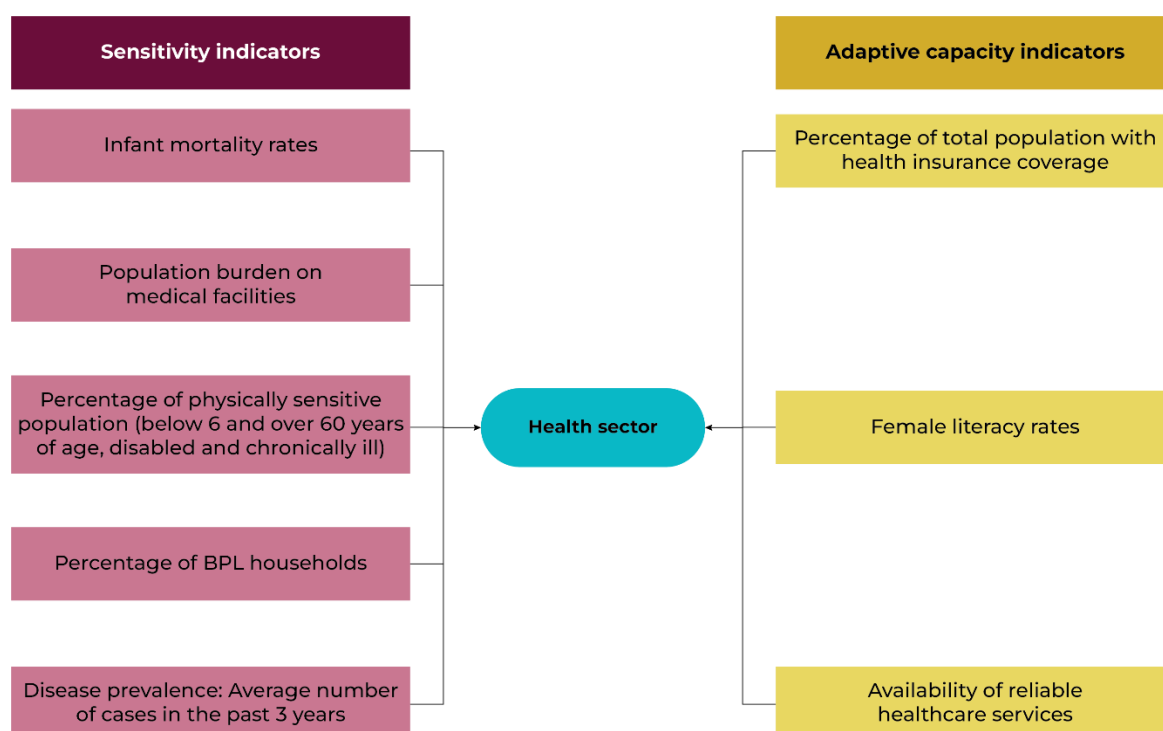 Sensitivity indicators
Infant mortality rates
Population burden on
medical facilities
Percentage of physically sensitive
population (below 6 and over 60 years
of age, disabled and chronically ill)
Percentage of BPL households
Disease prevalence: Average number
of cases in the past 3 years
Health sector
Adaptive capacity indicators
Percentage of total population with
health insurance coverage
Female literacy rates
Availability of reliable
healthcare services